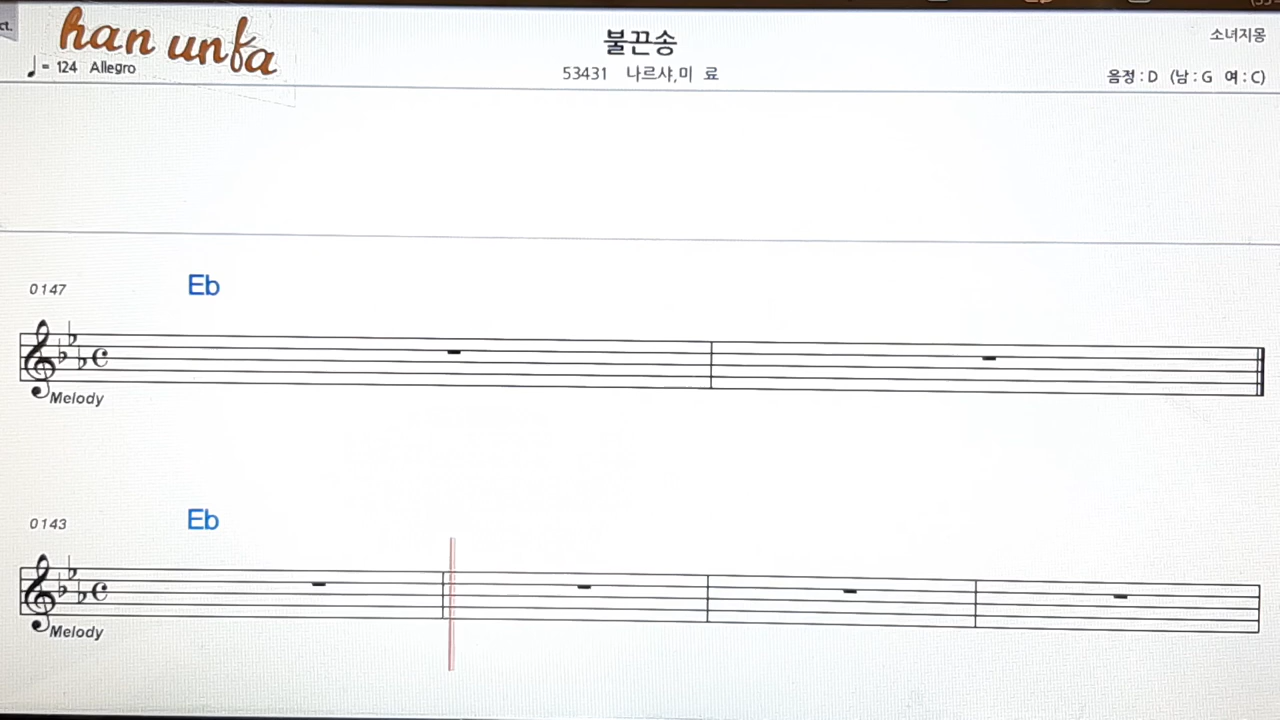 ct.
han unfa
♩= 124 Allegro
불끈송
53431 나르샤,미 료
소녀지몽
음정 : D (남 : G 여 : C)
0147
Eb
Melody
0143
Eb
Melody